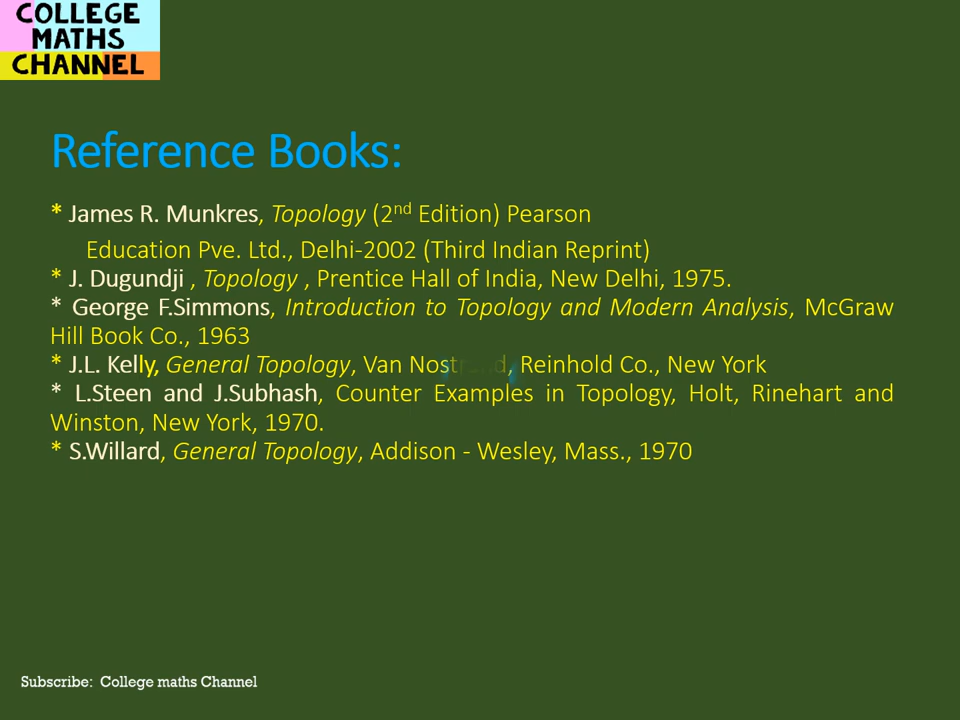 COLLEGE
MATHS
CHANNEL
Reference Books:
* James R. Munkres, Topology (2nd Edition) Pearson
Education Pve. Ltd., Delhi-2002 (Third Indian Reprint)
* J. Dugundji , Topology , Prentice Hall of India, New Delhi, 1975.
* George F.Simmons, Introduction to Topology and Modern Analysis, McGraw
Hill Book Co., 1963
* J.L. Kelly, General Topology, Van Nostrand, Reinhold Co., New York
* L.Steen and J.Subhash, Counter Examples in Topology, Holt, Rinehart and
Winston, New York, 1970.
* S.Willard, General Topology, Addison - Wesley, Mass., 1970
Subscribe: College maths Channel